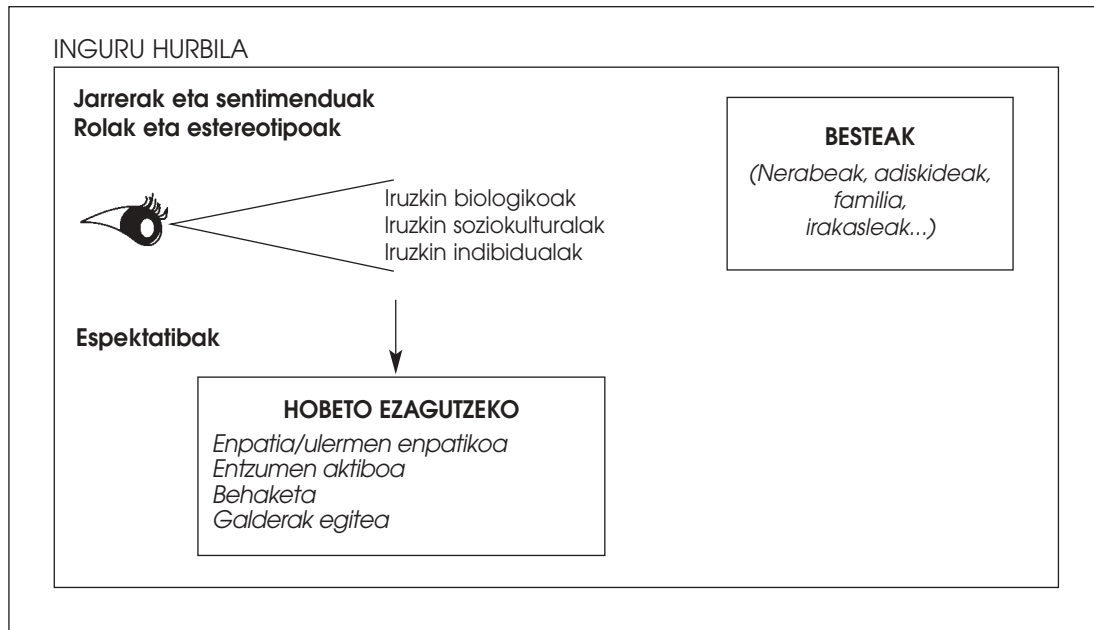 INGURU HURBILA
Jarrerak eta sentimenduak
Rolak eta estereotipoak
Iruzkin biologikoak
Iruzkin soziokulturalak
Iruzkin indibidualak
BESTEAK
(Nerabeak, adiskideak,
familia,
irakasleak...)
Espektatibak
HOBETO EZAGUTZEKO
Enpatia/ulermen enpatikoa
Entzumen aktiboa
Behaketa
Galderak egitea